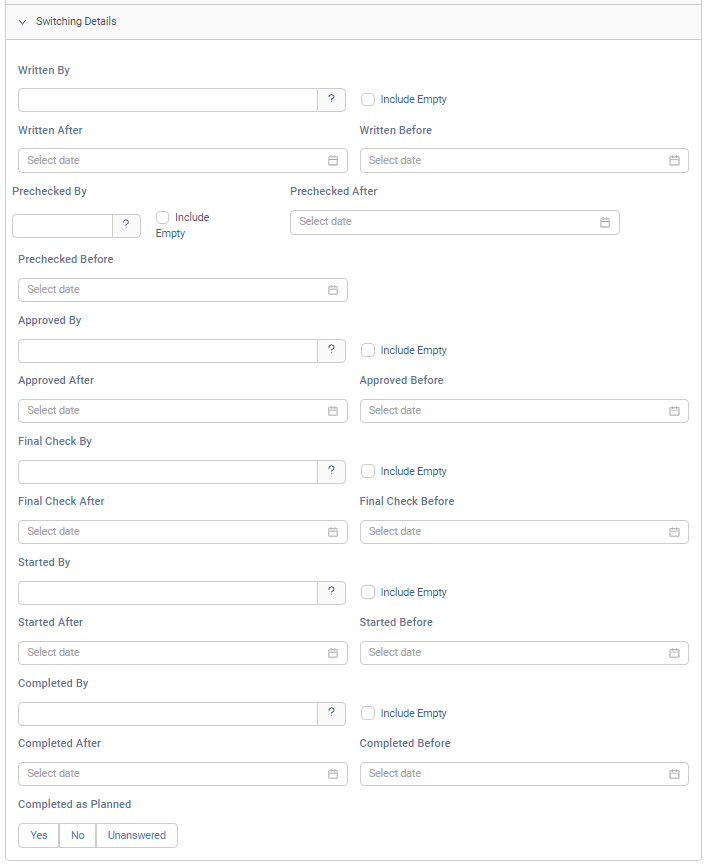 Switching Details
Written By
? Include Empty
Written After Written Before
Select date Select date
Prechecked By Prechecked After
? Include Select date
Empty
Prechecked Before
Select date
Approved By
? Include Empty
Approved After Approved Before
Select date Select date
Final Check By
? Include Empty
Final Check After Final Check Before
Select date Select date
Started By
? Include Empty
Started After Started Before
Select date Select date
Completed By
? Include Empty
Completed After Completed Before
Select date Select date
Completed as Planned
Yes No Unanswered